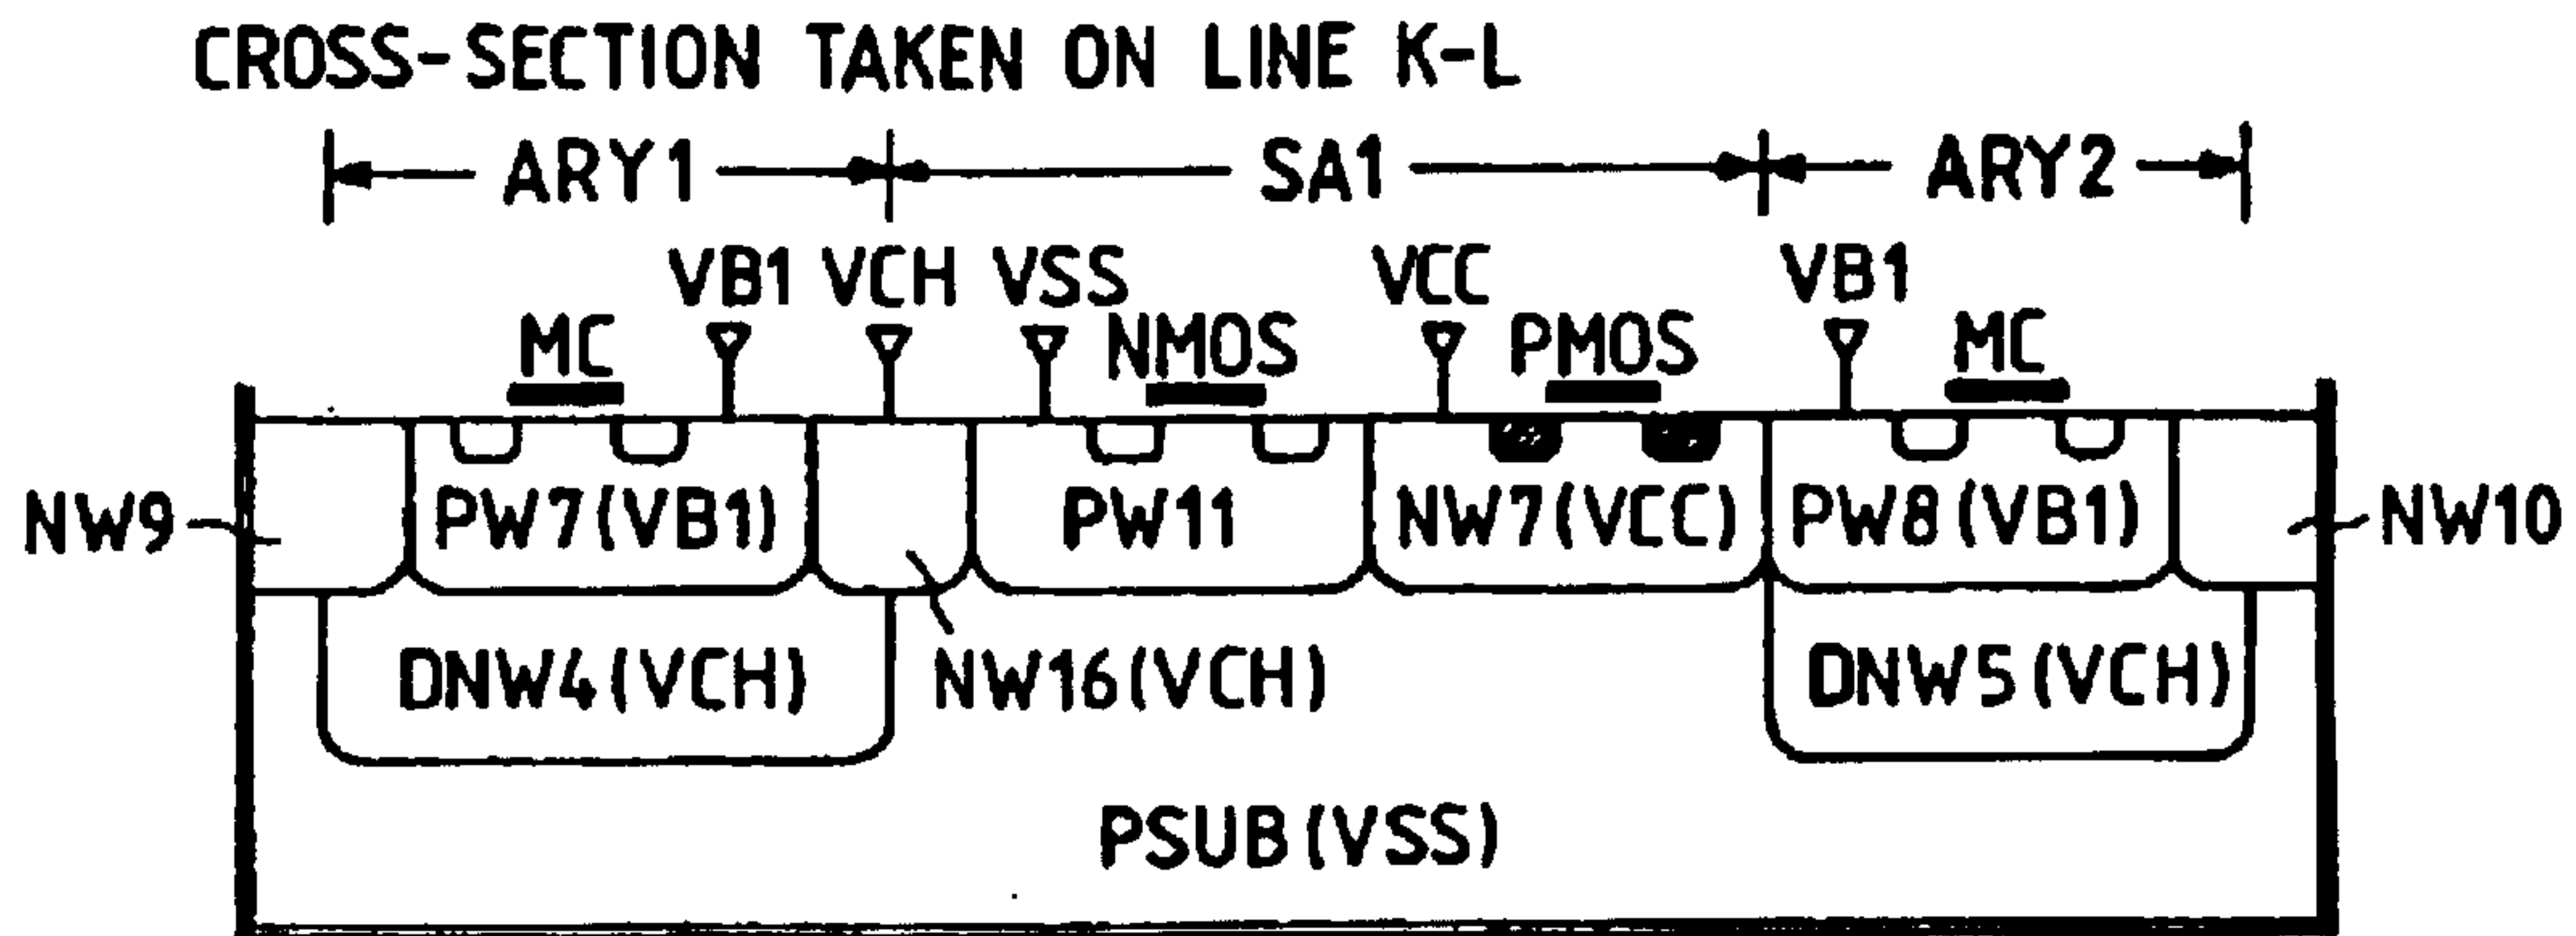 CROSS-SECTION TAKEN ON LINE K-L
ARY1 SA1 ARY2
VB1 VCH VSS VCC VB1
MC NMOS PMOS MC
NW9 PW7(VB1) PW11 NW7(VCC) PW8(VB1) NW10
DNW4(VCH) NW16(VCH) DNW5(VCH)
PSUB(VSS)